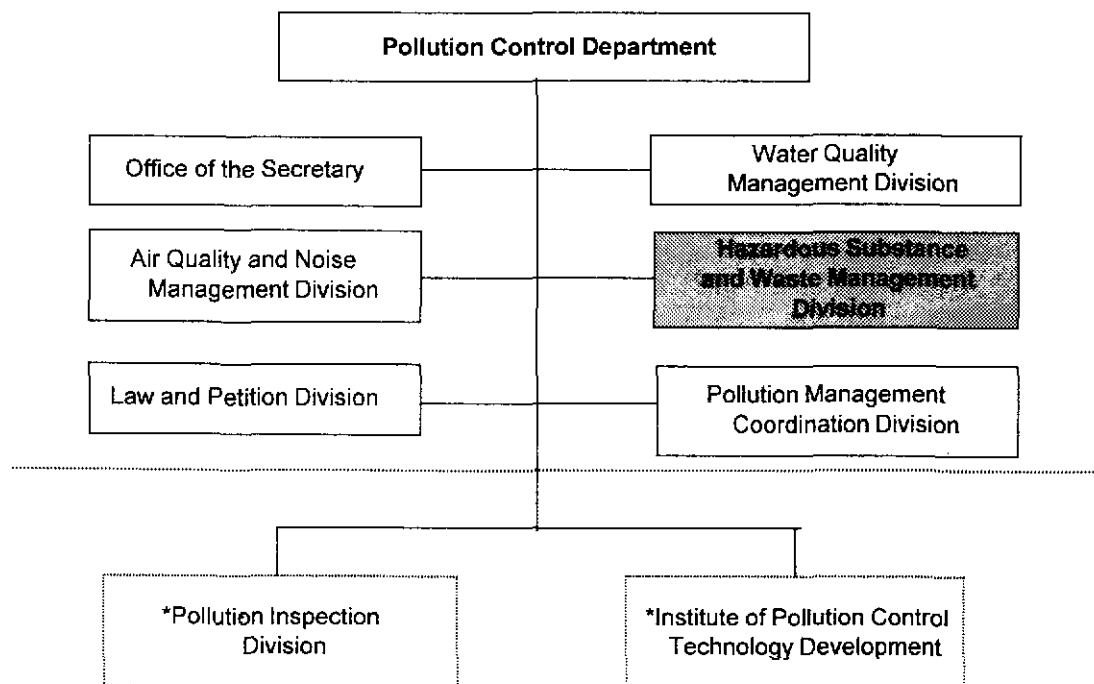 Pollution Control Department
Office of the Secretary
Water Quality
Management Division
Air Quality and Noise
Management Division
Hazardous Substance
and Waste Management
Division
Law and Petition Division
Pollution Management
Coordination Division
*Pollution Inspection
Division
*Institute of Pollution Control
Technology Development